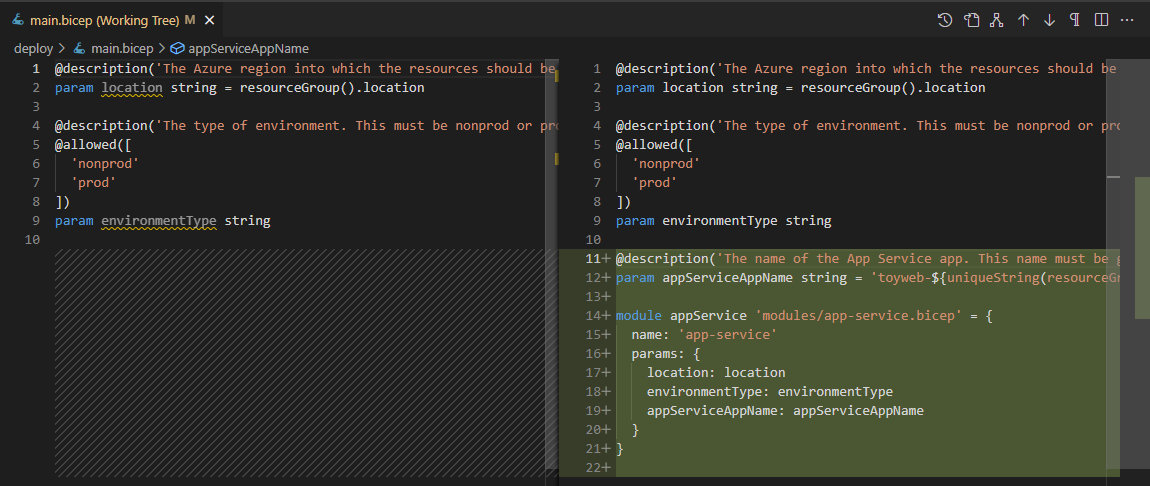 main.bicep (Working Tree) M
deploy > main.bicep > appServiceAppName
1 @description('The Azure region into which the resources should be
2 param location string = resourceGroup().location
3
4 @description('The type of environment. This must be nonprod or pro
5 @allowed([
6 'nonprod'
7 'prod'
8 ])
9 param environmentType string
10
1 @description('The Azure region into which the resources should be
2 param location string = resourceGroup().location
3
4 @description('The type of environment. This must be nonprod or pro
5 @allowed([
6 'nonprod'
7 'prod'
8 ])
9 param environmentType string
10
11+ @description('The name of the App Service app. This name must be g
12+ param appServiceAppName string = 'toyweb-${uniqueString(resourceGr
13+
14+ module appService 'modules/app-service.bicep' = {
15+ name: 'app-service'
16+ params: {
17+ location: location
18+ environmentType: environmentType
19+ appServiceAppName: appServiceAppName
20+ }
21+ }
22+